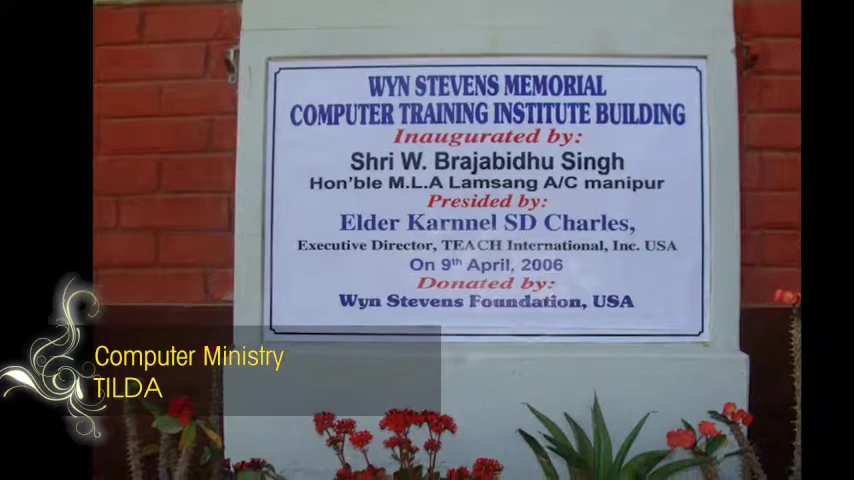 WYN STEVENS MEMORIAL
COMPUTER TRAINING INSTITUTE BUILDING
Inaugurated by:
Shri W. Brajabidhu Singh
Hon'ble M.L.A Lamsang A/C manipur
Presided by:
Elder Karnnel SD Charles,
Executive Director, TEACH International, Inc. USA
On 9th April, 2006
Donated by:
Wyn Stevens Foundation, USA
Computer Ministry
TILDA